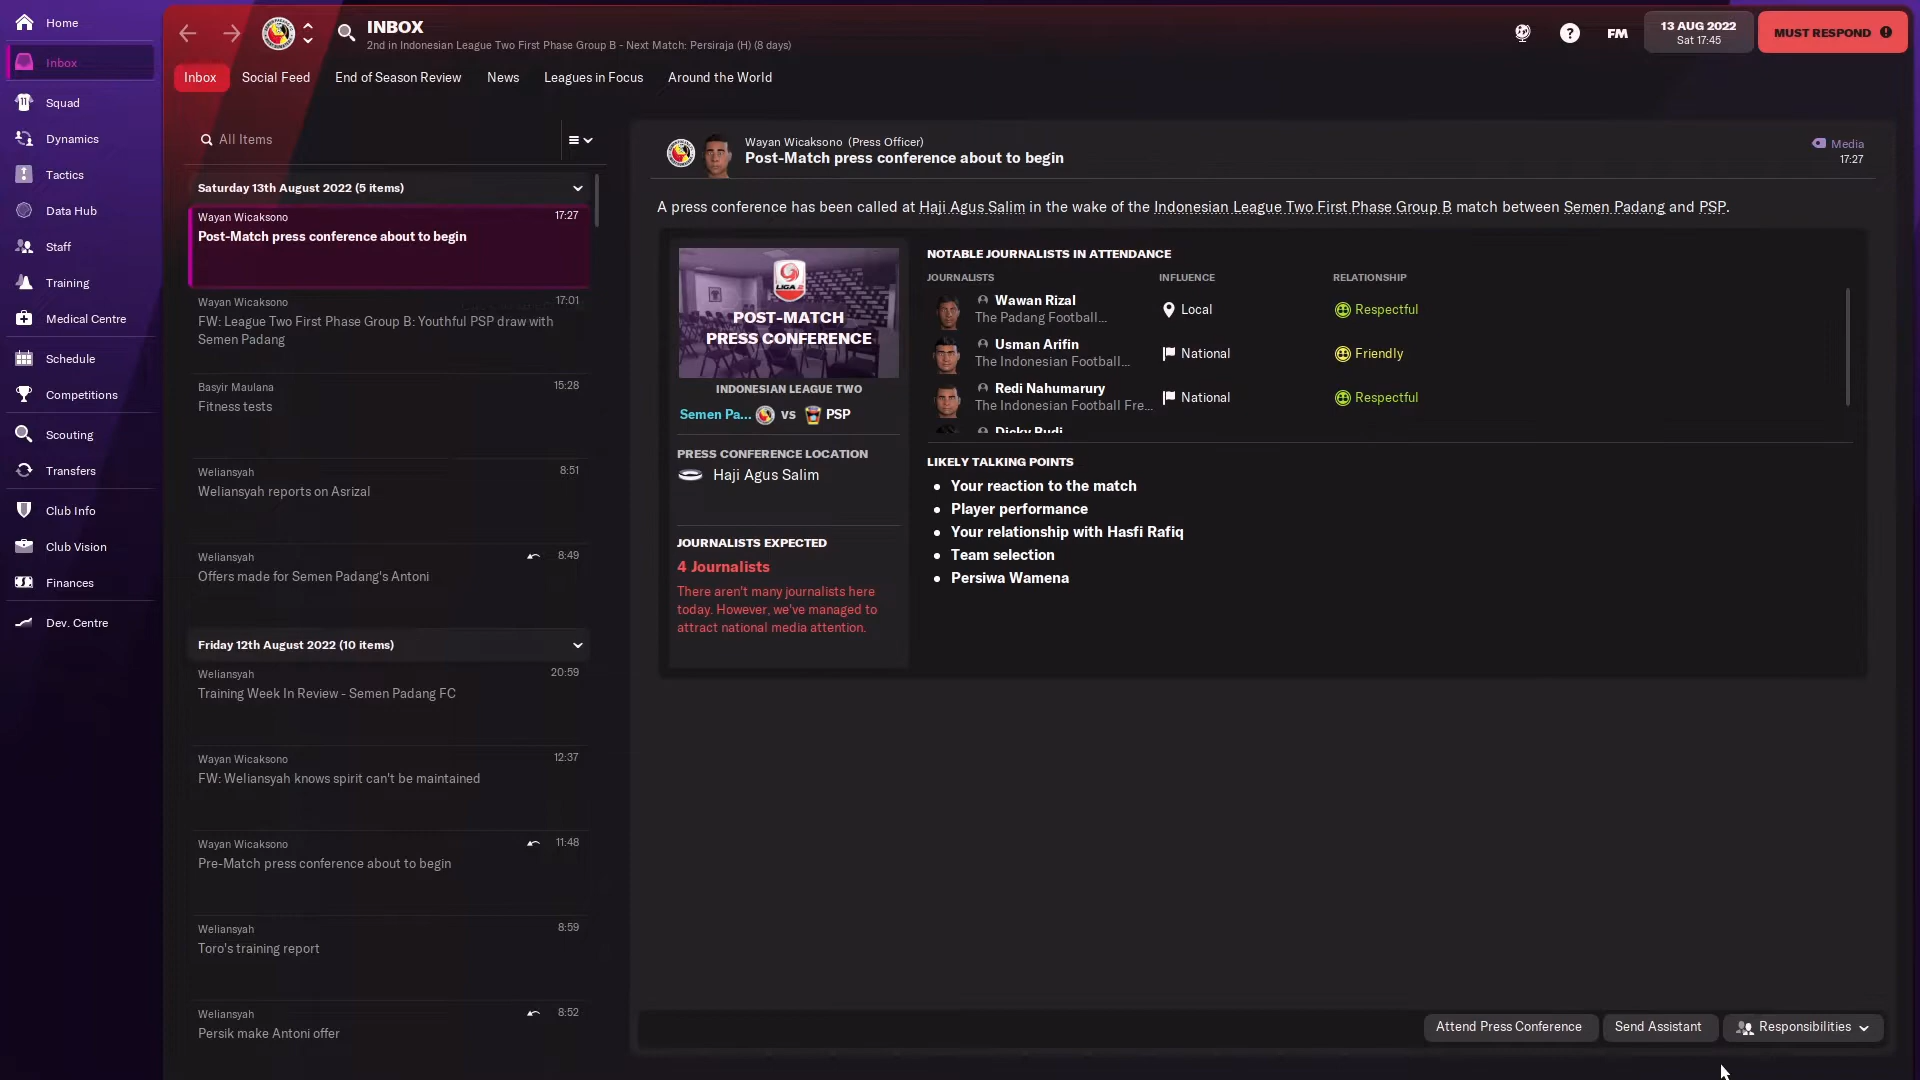 Home
Inbox
Squad
Dynamics
Tactics
Data Hub
Staff
Training
Medical Centre
Schedule
Competitions
Scouting
Transfers
Club Info
Club Vision
Finances
Dev. Centre
INBOX
2nd in Indonesian League Two First Phase Group B - Next Match: Persiraja (H) (8 days)
FM
13 AUG 2022
Sat 17:45
MUST RESPOND
Inbox
Social Feed
End of Season Review
News
Leagues in Focus
Around the World
All Items
Saturday 13th August 2022 (5 items)
Wayan Wicaksono 17:27
Post-Match press conference about to begin
Wayan Wicaksono 17:01
FW: League Two First Phase Group B: Youthful PSP draw with
Semen Padang
Basyir Maulana 15:28
Fitness tests
Weliansyah 8:51
Weliansyah reports on Asrizal
Weliansyah 8:49
Offers made for Semen Padang's Antoni
Friday 12th August 2022 (10 items)
Weliansyah 20:59
Training Week In Review - Semen Padang FC
Wayan Wicaksono 12:37
FW: Weliansyah knows spirit can't be maintained
Wayan Wicaksono 11:48
Pre-Match press conference about to begin
Weliansyah 8:59
Toro's training report
Weliansyah 8:52
Persik make Antoni offer
Wayan Wicaksono (Press Officer)
Post-Match press conference about to begin
Media
17:27
A press conference has been called at Haji Agus Salim in the wake of the Indonesian League Two First Phase Group B match between Semen Padang and PSP.
LIGA 2
POST-MATCH
PRESS CONFERENCE
INDONESIAN LEAGUE TWO
Semen Pa... vs PSP
PRESS CONFERENCE LOCATION
Haji Agus Salim
JOURNALISTS EXPECTED
4 Journalists
There aren't many journalists here
today. However, we've managed to
attract national media attention.
NOTABLE JOURNALISTS IN ATTENDANCE
JOURNALISTS INFLUENCE RELATIONSHIP
Wawan Rizal
The Padang Football...
Local
Respectful
Usman Arifin
The Indonesian Football...
National
Friendly
Redi Nahumarury
The Indonesian Football Fre...
National
Respectful
Dicky Budi
LIKELY TALKING POINTS
• Your reaction to the match
• Player performance
• Your relationship with Hasfi Rafiq
• Team selection
• Persiwa Wamena
Attend Press Conference
Send Assistant
Responsibilities